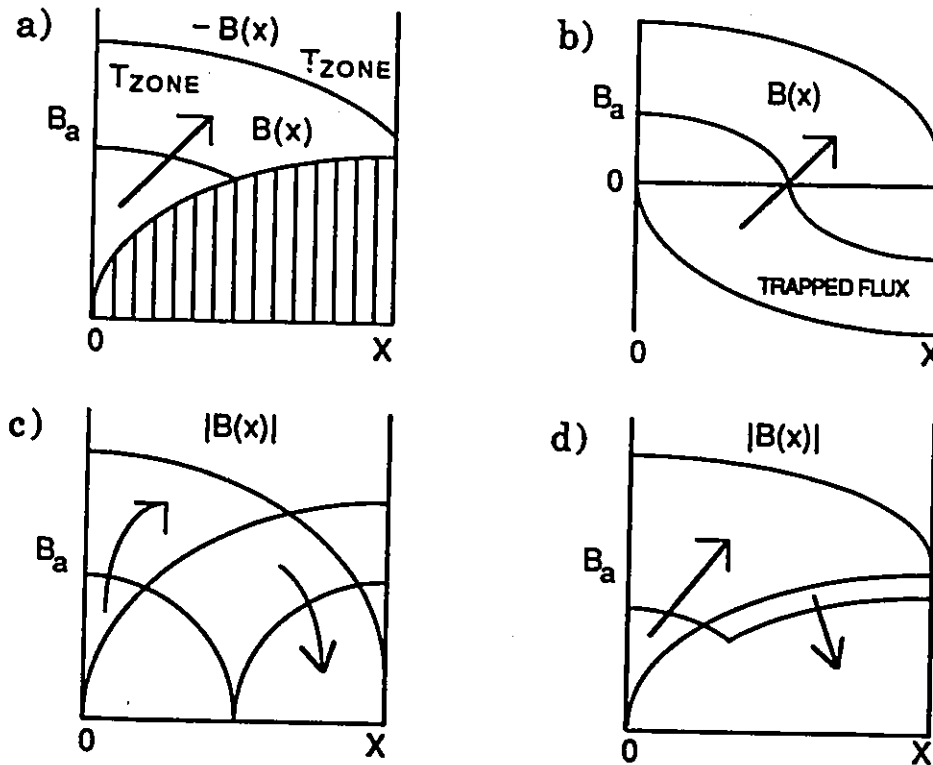 a)
– B(x)
TZONE
TZONE
Ba
B(x)
0
X
b)
Ba
B(x)
0
TRAPPED FLUX
0
X
c)
|B(x)|
Ba
0
X
d)
|B(x)|
Ba
0
X